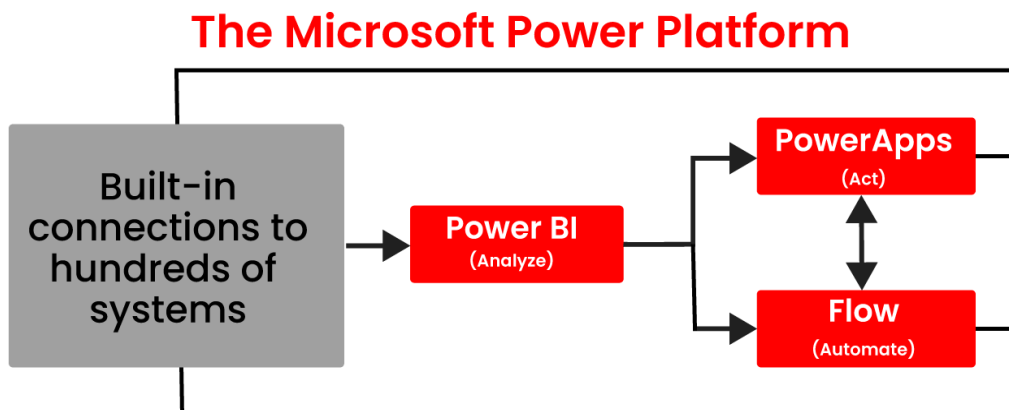 The Microsoft Power Platform
Built-in
connections to
hundreds of
systems
Power BI
(Analyze)
PowerApps
(Act)
Flow
(Automate)